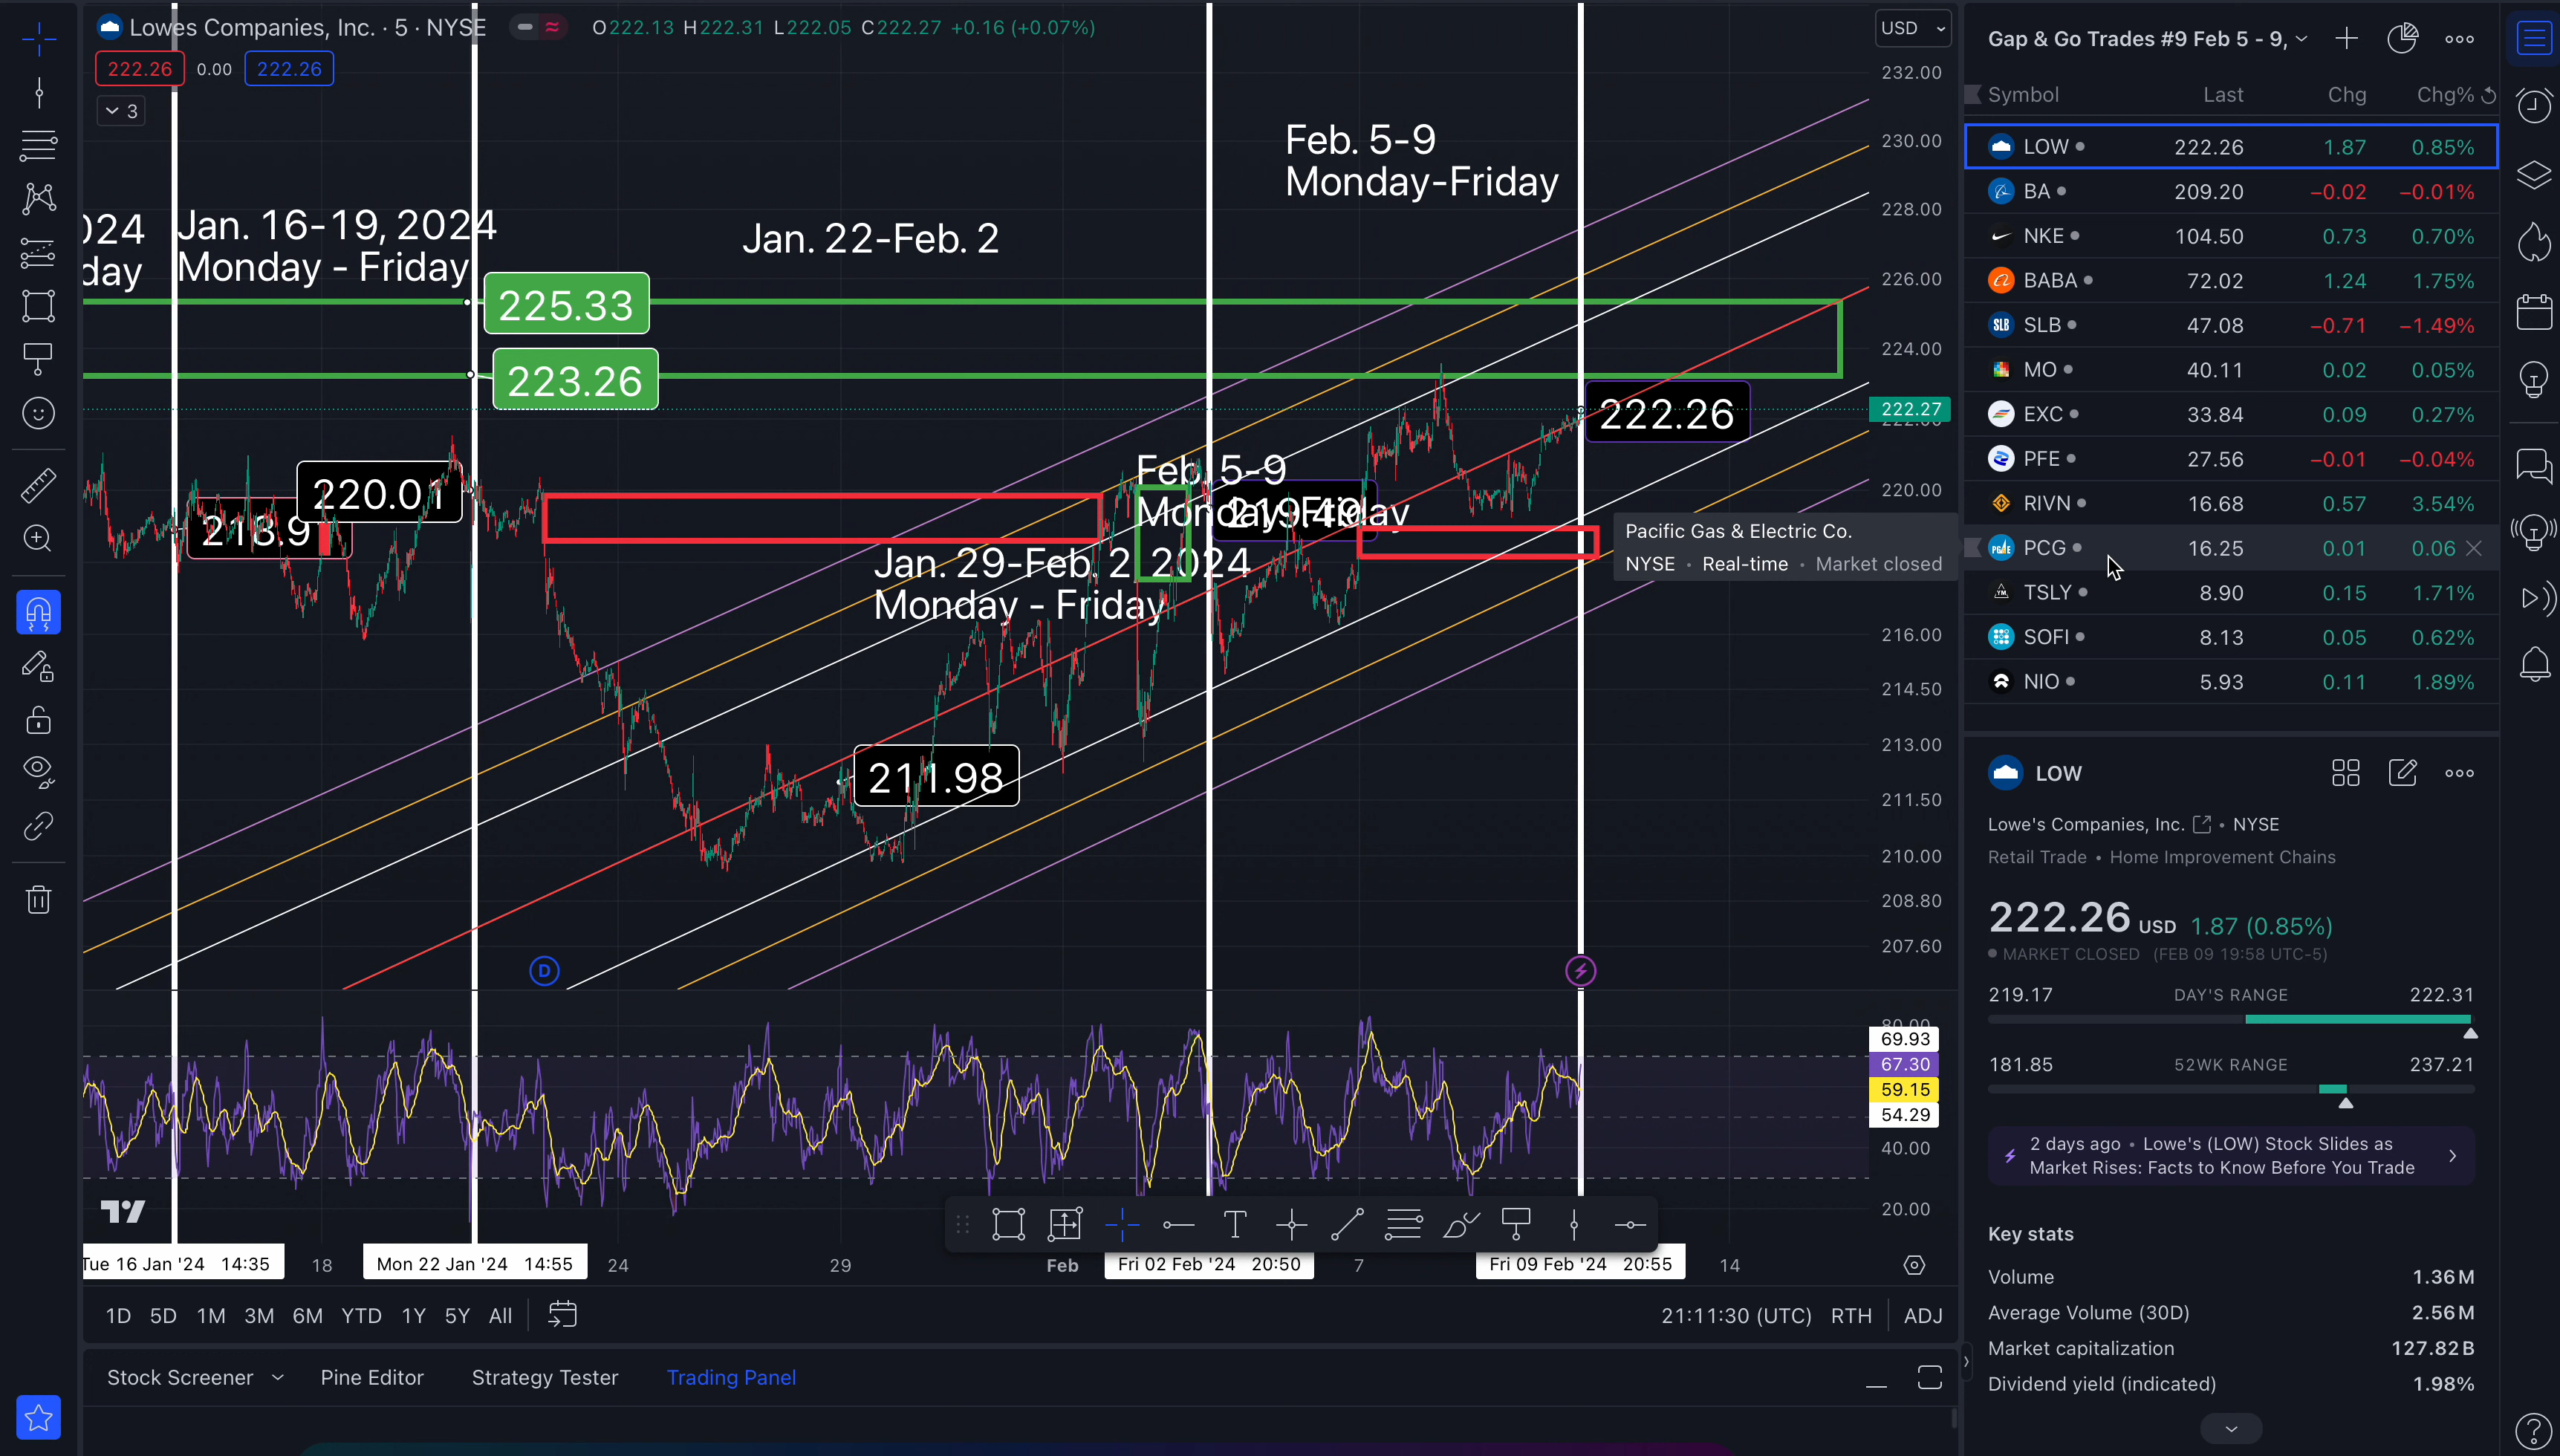 Lowes Companies, Inc. · 5 · NYSE
O222.13 H222.31 L222.05 C222.27 +0.16 (+0.07%)
222.26 0.00 222.26
3
USD
232.00
230.00
228.00
226.00
224.00
222.27
222.00
220.00
216.00
214.50
213.00
211.50
210.00
208.80
207.60
024
day
Jan. 16-19, 2024
Monday - Friday
Jan. 22-Feb. 2
Feb. 5-9
Monday-Friday
225.33
223.26
220.01
218.9
222.26
Feb. 5-9
Monday-Friday
219.49
Jan. 29-Feb. 2, 2024
Monday - Friday
211.98
D
Pacific Gas & Electric Co.
NYSE • Real-time • Market closed
80.00
69.93
67.30
59.15
54.29
40.00
20.00
Tue 16 Jan '24 14:35
18
Mon 22 Jan '24 14:55
24
29
Feb
Fri 02 Feb '24 20:50
7
Fri 09 Feb '24 20:55
14
1D 5D 1M 3M 6M YTD 1Y 5Y All
21:11:30 (UTC) RTH ADJ
Stock Screener Pine Editor Strategy Tester Trading Panel
Gap & Go Trades #9 Feb 5 - 9,
Symbol Last Chg Chg%
LOW 222.26 1.87 0.85%
BA 209.20 −0.02 −0.01%
NKE 104.50 0.73 0.70%
BABA 72.02 1.24 1.75%
SLB SLB 47.08 −0.71 −1.49%
MO 40.11 0.02 0.05%
EXC 33.84 0.09 0.27%
PFE 27.56 −0.01 −0.04%
RIVN 16.68 0.57 3.54%
PG&E PCG 16.25 0.01 0.06
TSLY 8.90 0.15 1.71%
SOFI 8.13 0.05 0.62%
NIO 5.93 0.11 1.89%
LOW
Lowe's Companies, Inc. • NYSE
Retail Trade • Home Improvement Chains
222.26 USD 1.87 (0.85%)
MARKET CLOSED (FEB 09 19:58 UTC-5)
219.17 DAY'S RANGE 222.31
181.85 52WK RANGE 237.21
2 days ago • Lowe's (LOW) Stock Slides as
Market Rises: Facts to Know Before You Trade
Key stats
Volume 1.36M
Average Volume (30D) 2.56M
Market capitalization 127.82B
Dividend yield (indicated) 1.98%